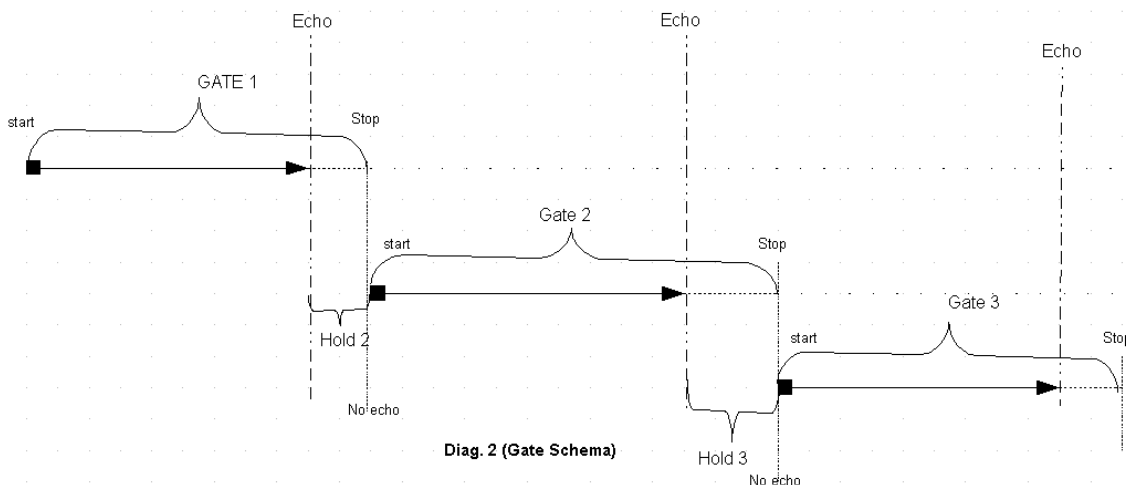 Echo
Echo
Echo
GATE 1
start
Stop
Gate 2
start
Stop
Gate 3
start
Stop
Hold 2
No echo
Diag. 2 (Gate Schema)
Hold 3
No echo